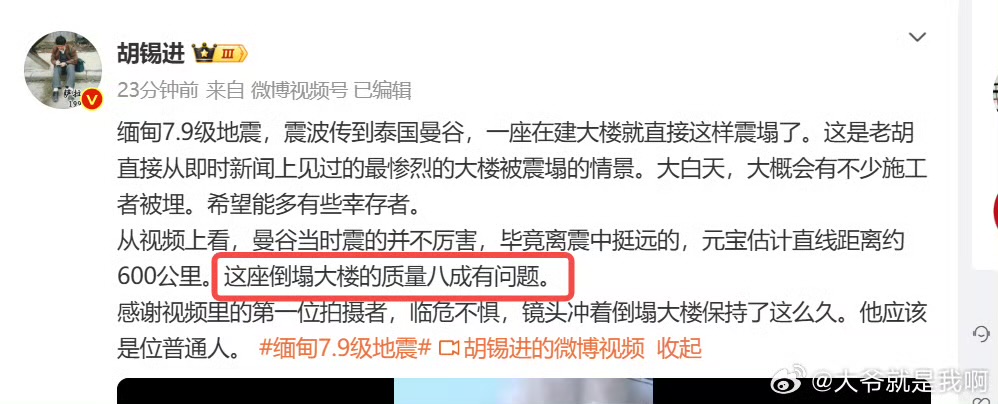 胡锡进 III
23分钟前 来自 微博视频号 已编辑
缅甸7.9级地震，震波传到泰国曼谷，一座在建大楼就直接这样震塌了。这是老胡
直接从即时新闻上见过的最惨烈的大楼被震塌的情景。大白天，大概会有不少施工
者被埋。希望能多有些幸存者。
从视频上看，曼谷当时震的并不厉害，毕竟离震中挺远的，元宝估计直线距离约
600公里。这座倒塌大楼的质量八成有问题。
感谢视频里的第一位拍摄者，临危不惧，镜头冲着倒塌大楼保持了这么久。他应该
是位普通人。 #缅甸7.9级地震# 胡锡进的微博视频 收起
@大爷就是我啊